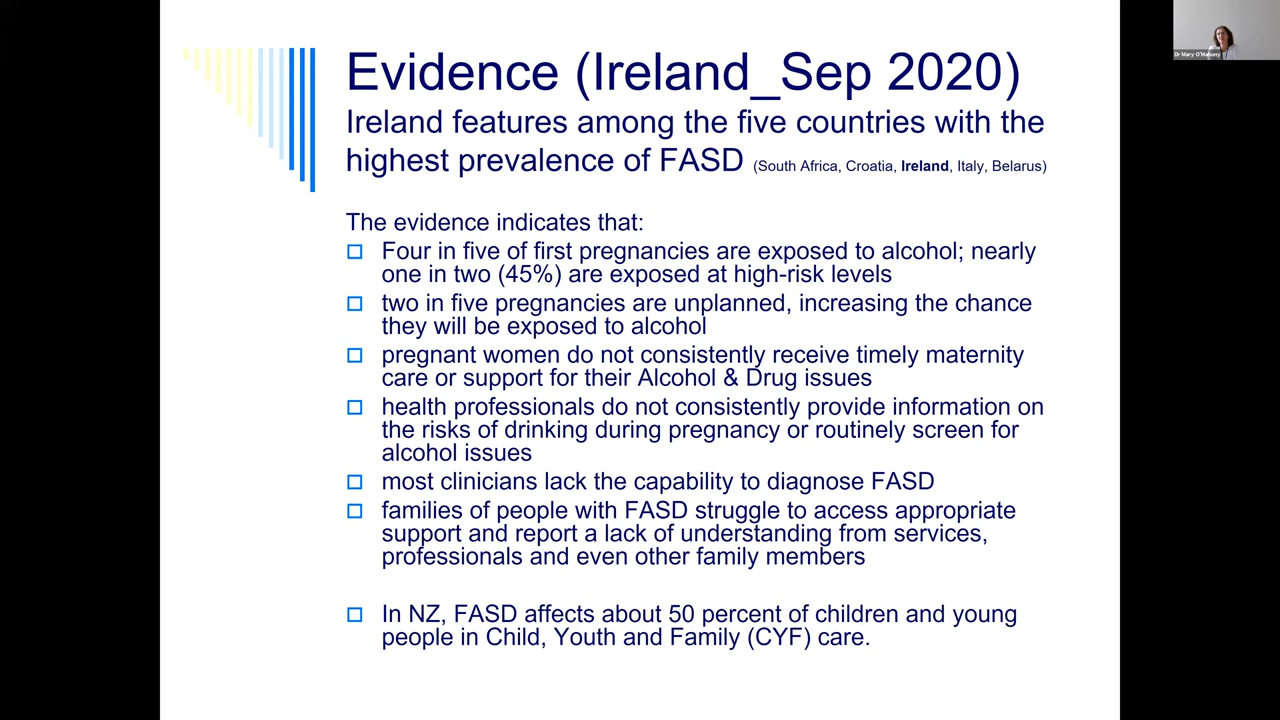 Evidence (Ireland_Sep 2020)
Ireland features among the five countries with the
highest prevalence of FASD (South Africa, Croatia, Ireland, Italy, Belarus)
The evidence indicates that:
Four in five of first pregnancies are exposed to alcohol; nearly
one in two (45%) are exposed at high-risk levels
two in five pregnancies are unplanned, increasing the chance
they will be exposed to alcohol
pregnant women do not consistently receive timely maternity
care or support for their Alcohol & Drug issues
health professionals do not consistently provide information on
the risks of drinking during pregnancy or routinely screen for
alcohol issues
most clinicians lack the capability to diagnose FASD
families of people with FASD struggle to access appropriate
support and report a lack of understanding from services,
professionals and even other family members
In NZ, FASD affects about 50 percent of children and young
people in Child, Youth and Family (CYF) care.
Dr Mary O'Mahony